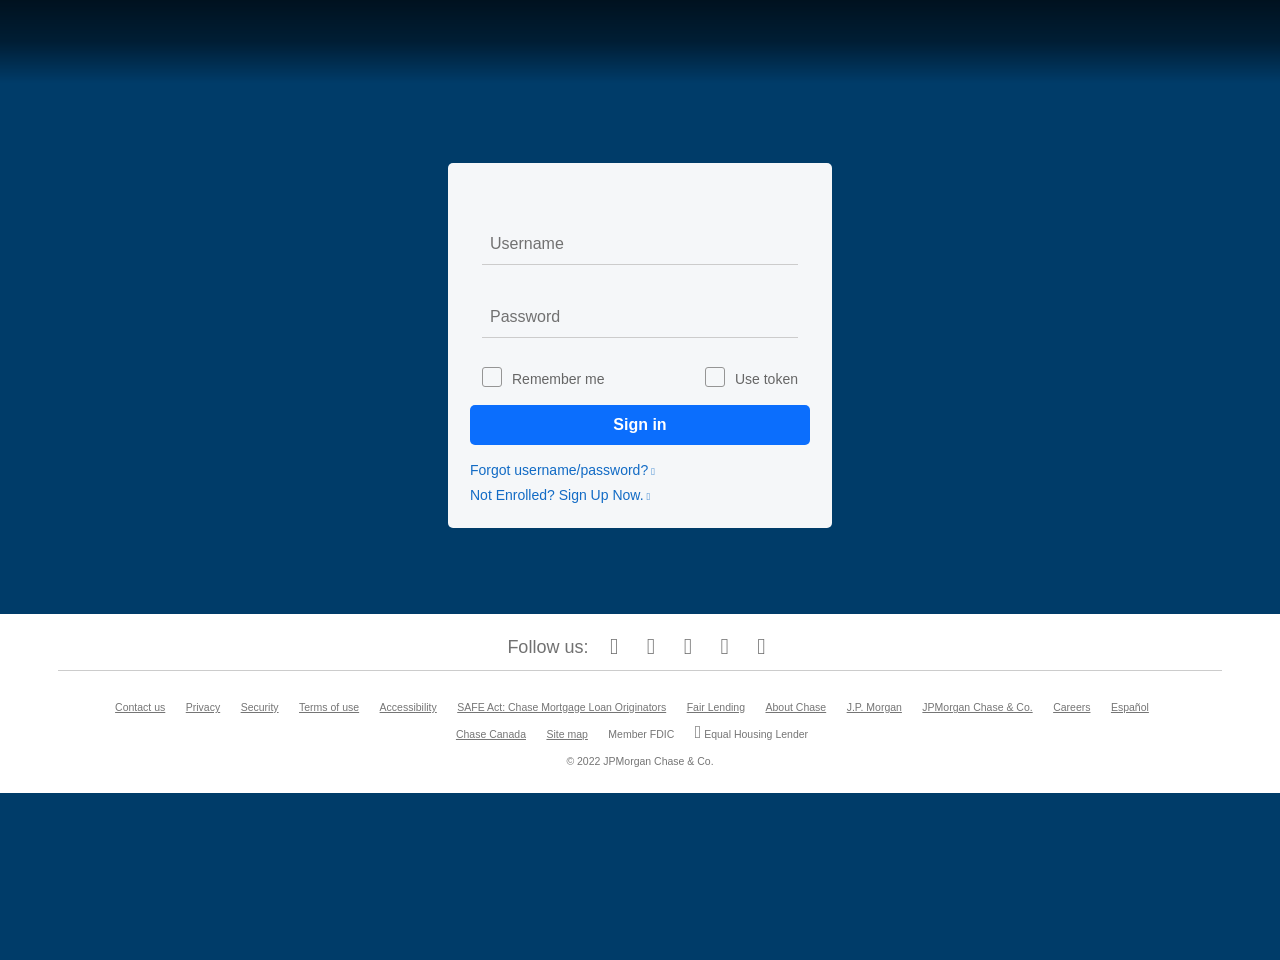 Username
Password
Remember me Use token
Sign in
Forgot username/password?
Not Enrolled? Sign Up Now.
Follow us:
Contact us Privacy Security Terms of use Accessibility SAFE Act: Chase Mortgage Loan Originators Fair Lending About Chase J.P. Morgan JPMorgan Chase & Co. Careers Español
Chase Canada Site map Member FDIC Equal Housing Lender
© 2022 JPMorgan Chase & Co.